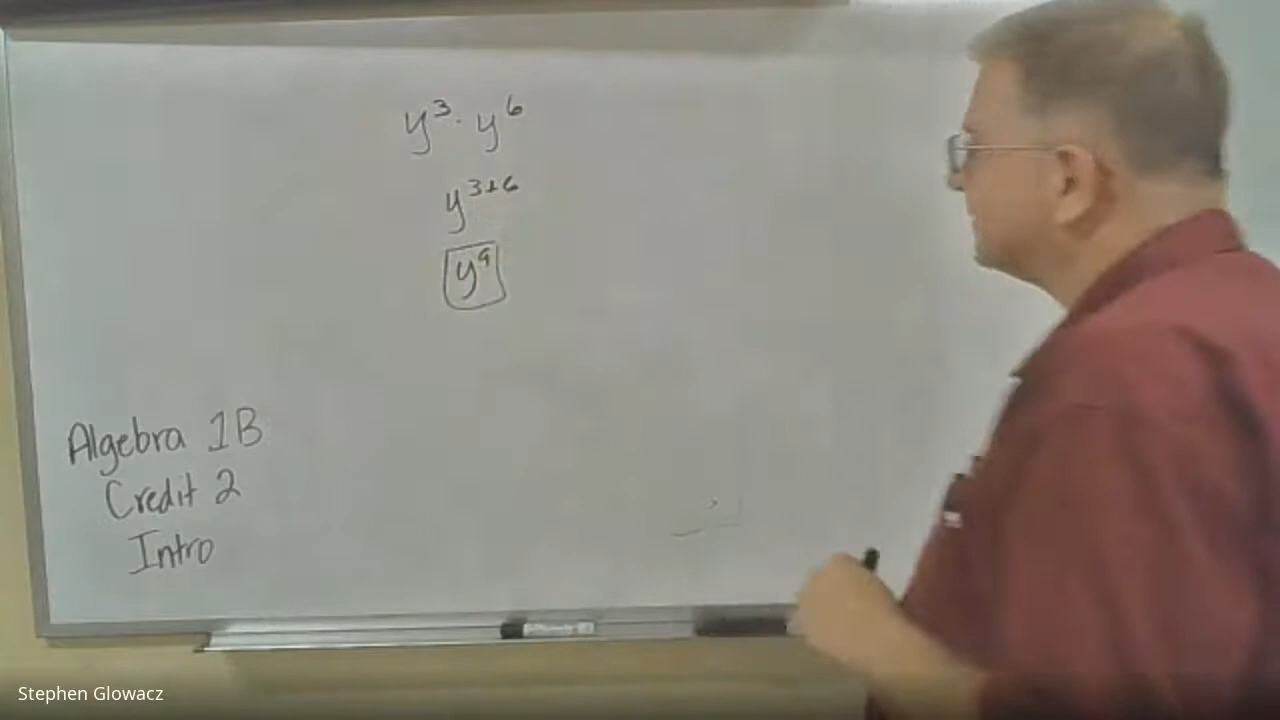 y³ · y⁶
y³⁺⁶
y⁹
Algebra 1B
Credit 2
Intro
Stephen Glowacz